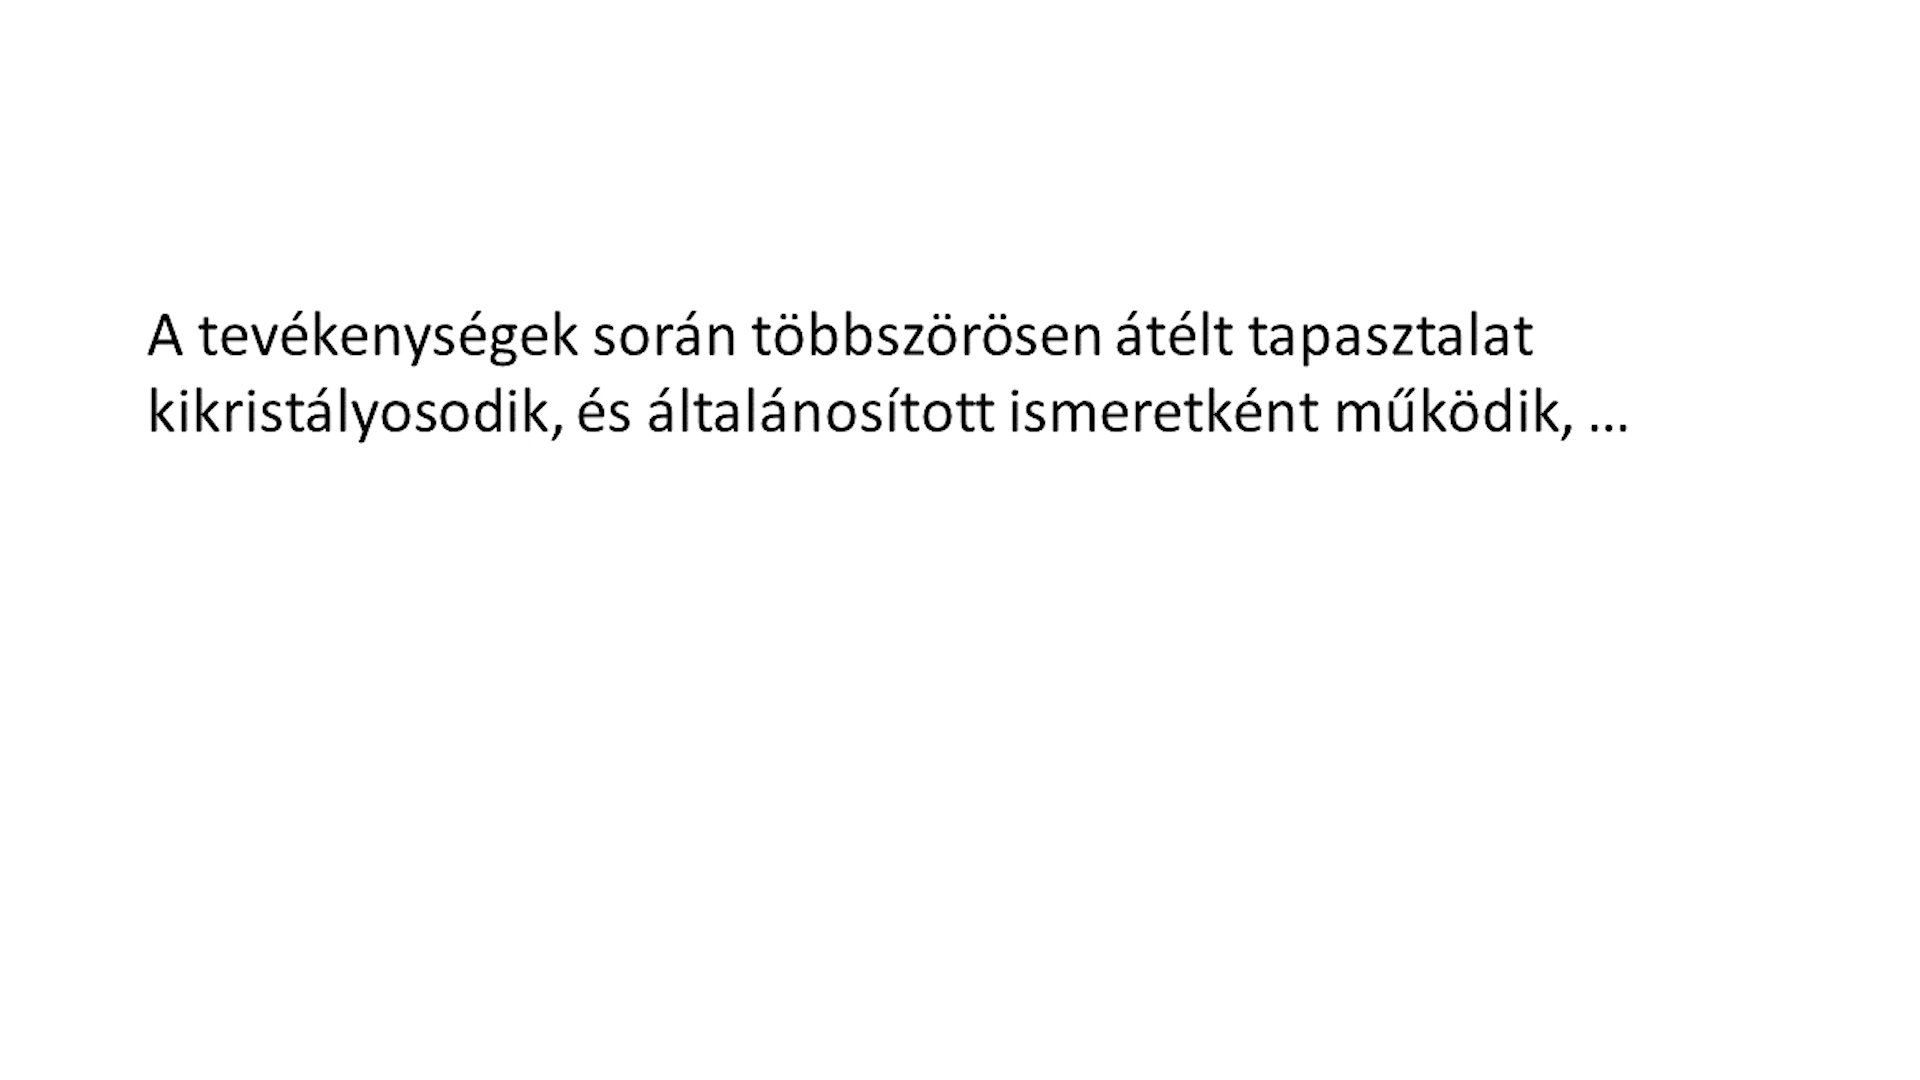 A tevékenységek során többszörösen átélt tapasztalat
kikristályosodik, és általánosított ismeretként működik, ...